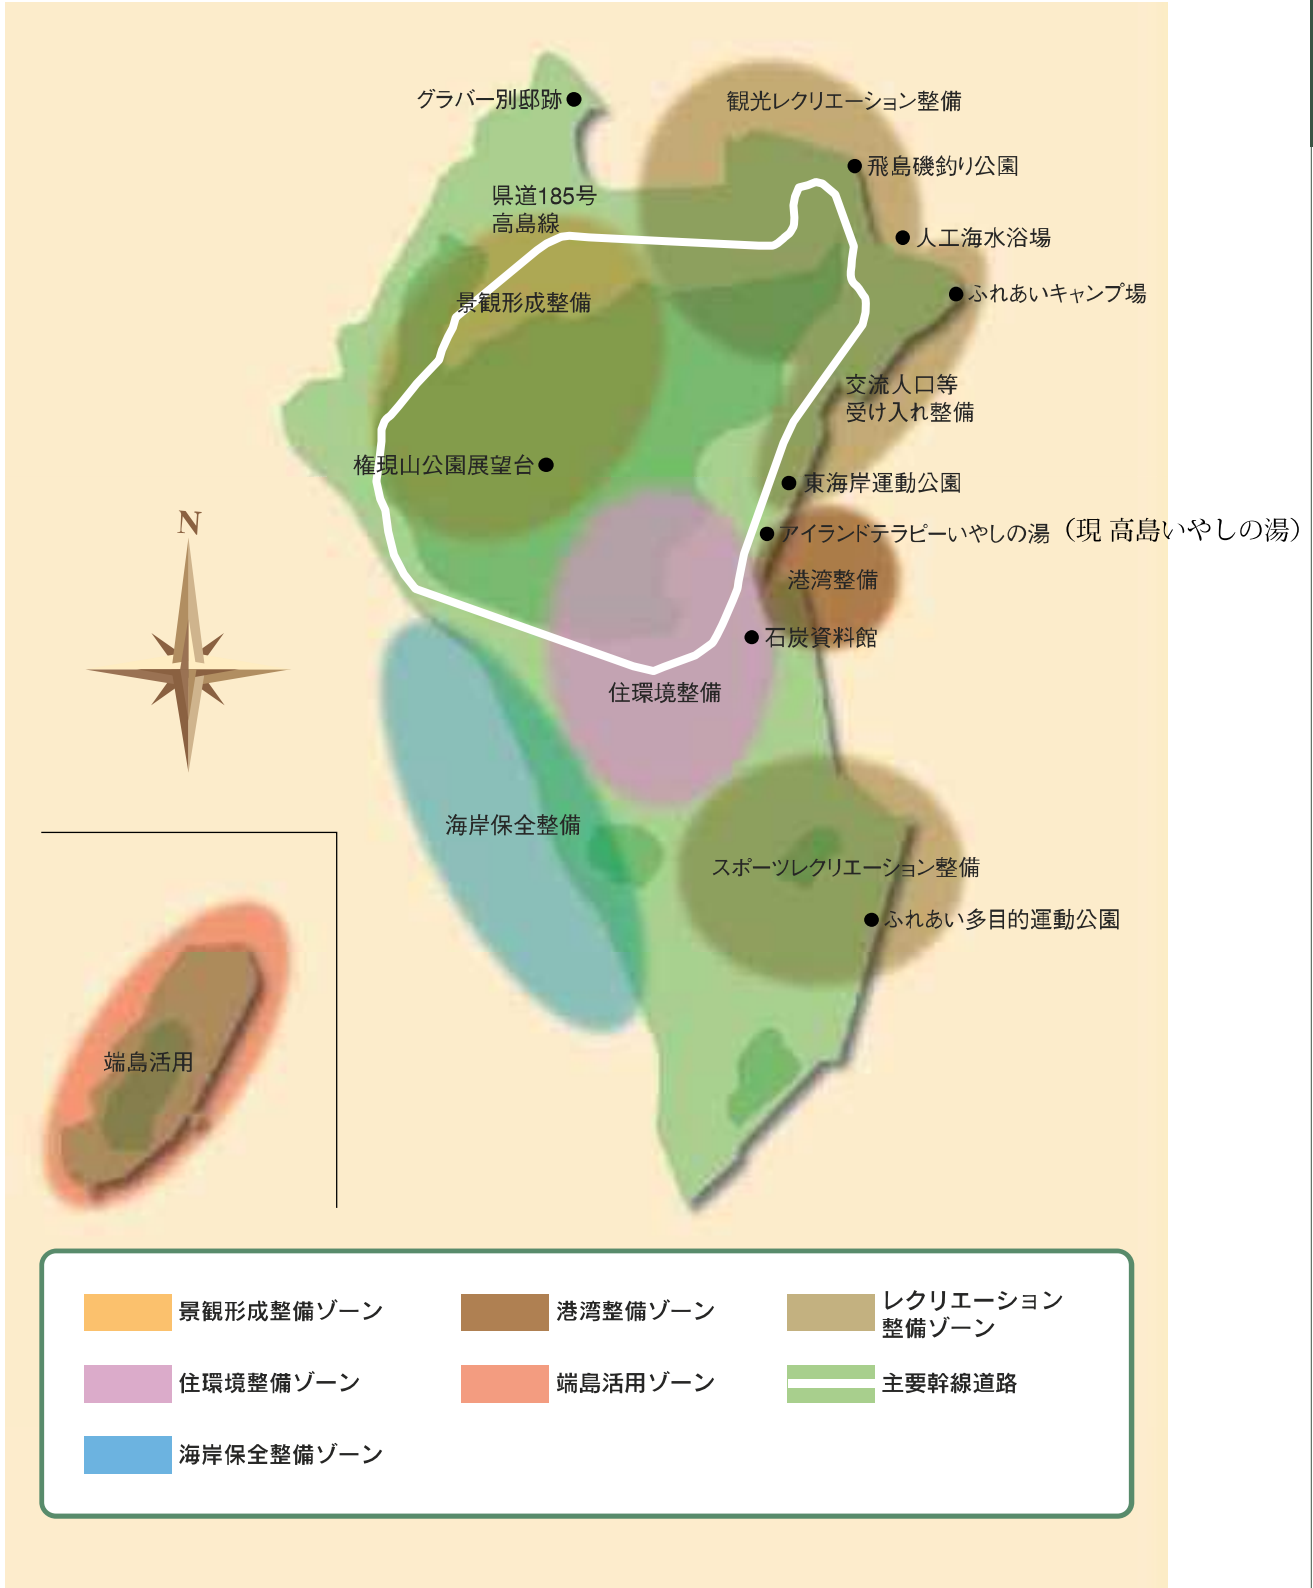 グラバー別邸跡
観光レクリエーション整備
飛島磯釣り公園
県道185号
高島線
人工海水浴場
ふれあいキャンプ場
景観形成整備
交流人口等
受け入れ整備
権現山公園展望台
東海岸運動公園
アイランドテラピーいやしの湯（現 高島いやしの湯）
N
港湾整備
石炭資料館
住環境整備
海岸保全整備
スポーツレクリエーション整備
ふれあい多目的運動公園
端島活用
景観形成整備ゾーン
港湾整備ゾーン
レクリエーション
整備ゾーン
住環境整備ゾーン
端島活用ゾーン
主要幹線道路
海岸保全整備ゾーン